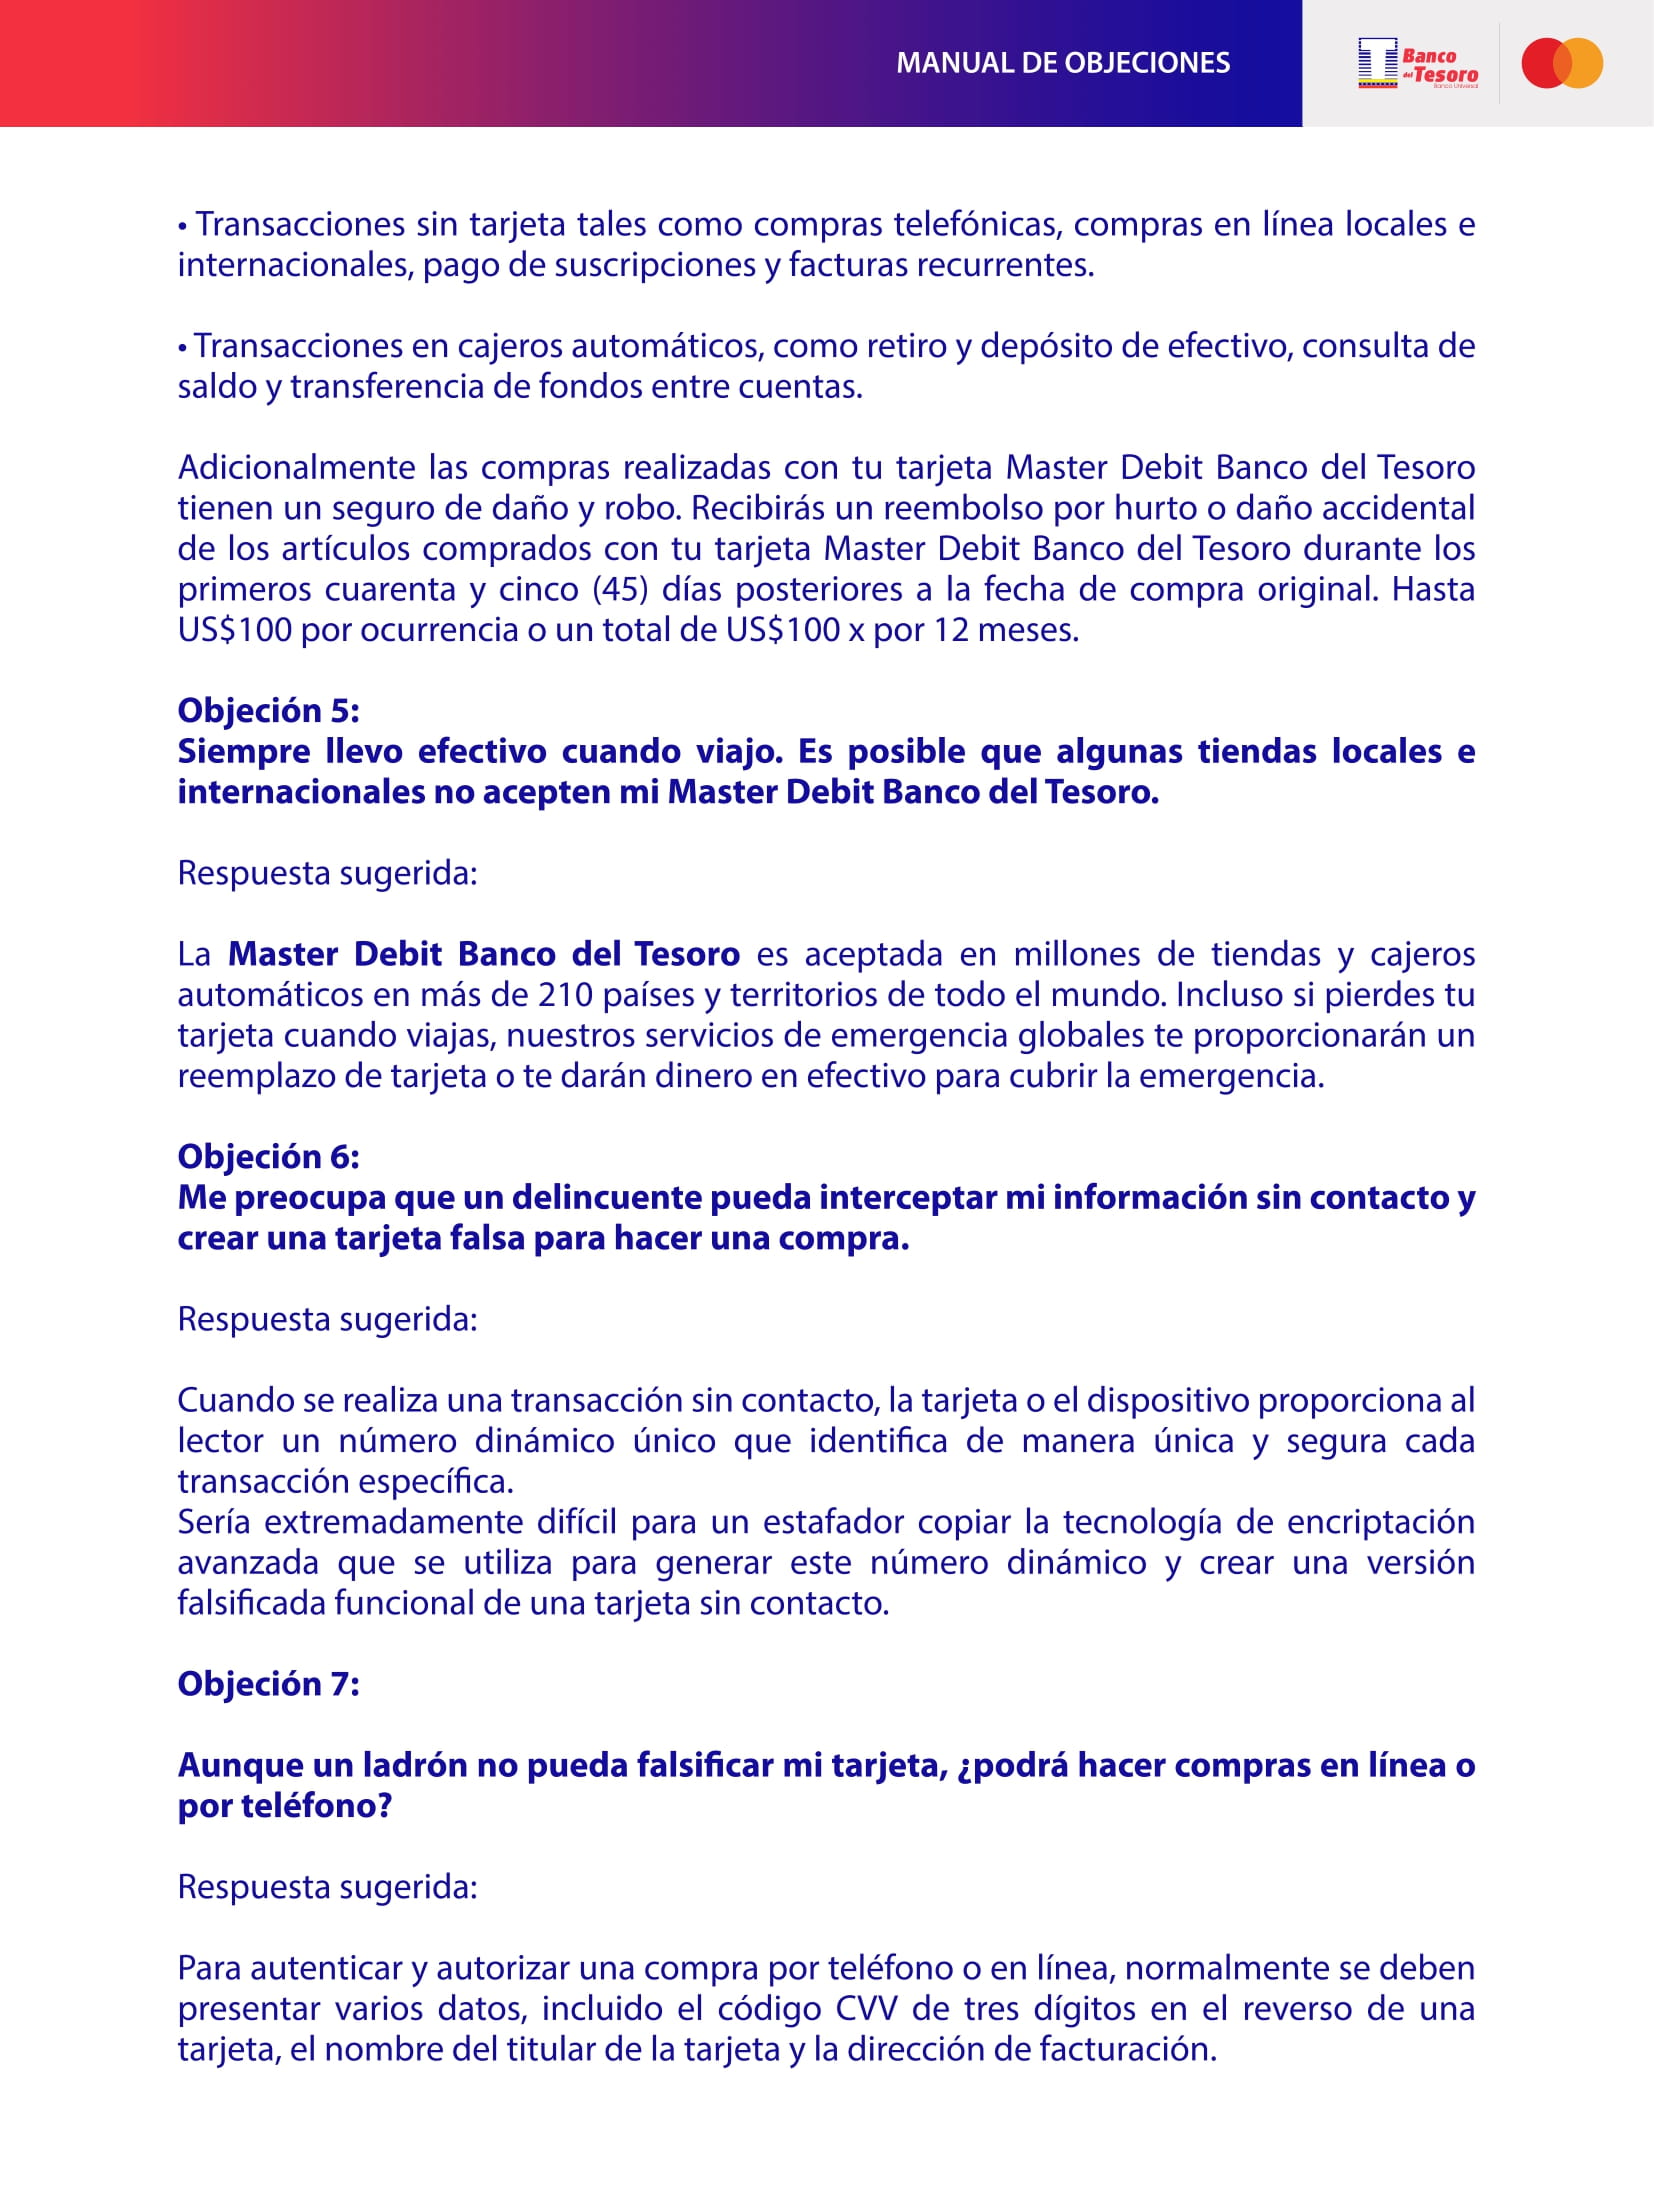 MANUAL DE OBJECIONES
Banco
del Tesoro
Banco Universal
• Transacciones sin tarjeta tales como compras telefónicas, compras en línea locales e
internacionales, pago de suscripciones y facturas recurrentes.
• Transacciones en cajeros automáticos, como retiro y depósito de efectivo, consulta de
saldo y transferencia de fondos entre cuentas.
Adicionalmente las compras realizadas con tu tarjeta Master Debit Banco del Tesoro
tienen un seguro de daño y robo. Recibirás un reembolso por hurto o daño accidental
de los artículos comprados con tu tarjeta Master Debit Banco del Tesoro durante los
primeros cuarenta y cinco (45) días posteriores a la fecha de compra original. Hasta
US$100 por ocurrencia o un total de US$100 x por 12 meses.
Objeción 5:
Siempre llevo efectivo cuando viajo. Es posible que algunas tiendas locales e
internacionales no acepten mi Master Debit Banco del Tesoro.
Respuesta sugerida:
La Master Debit Banco del Tesoro es aceptada en millones de tiendas y cajeros
automáticos en más de 210 países y territorios de todo el mundo. Incluso si pierdes tu
tarjeta cuando viajas, nuestros servicios de emergencia globales te proporcionarán un
reemplazo de tarjeta o te darán dinero en efectivo para cubrir la emergencia.
Objeción 6:
Me preocupa que un delincuente pueda interceptar mi información sin contacto y
crear una tarjeta falsa para hacer una compra.
Respuesta sugerida:
Cuando se realiza una transacción sin contacto, la tarjeta o el dispositivo proporciona al
lector un número dinámico único que identifica de manera única y segura cada
transacción específica.
Sería extremadamente difícil para un estafador copiar la tecnología de encriptación
avanzada que se utiliza para generar este número dinámico y crear una versión
falsificada funcional de una tarjeta sin contacto.
Objeción 7:
Aunque un ladrón no pueda falsificar mi tarjeta, ¿podrá hacer compras en línea o
por teléfono?
Respuesta sugerida:
Para autenticar y autorizar una compra por teléfono o en línea, normalmente se deben
presentar varios datos, incluido el código CVV de tres dígitos en el reverso de una
tarjeta, el nombre del titular de la tarjeta y la dirección de facturación.